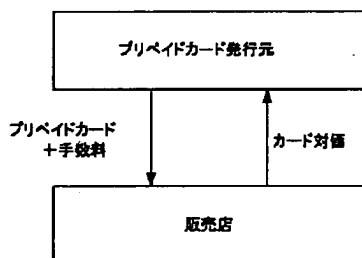 プリペイドカード発行元
プリペイドカード
+手数料
カード対価
販売店